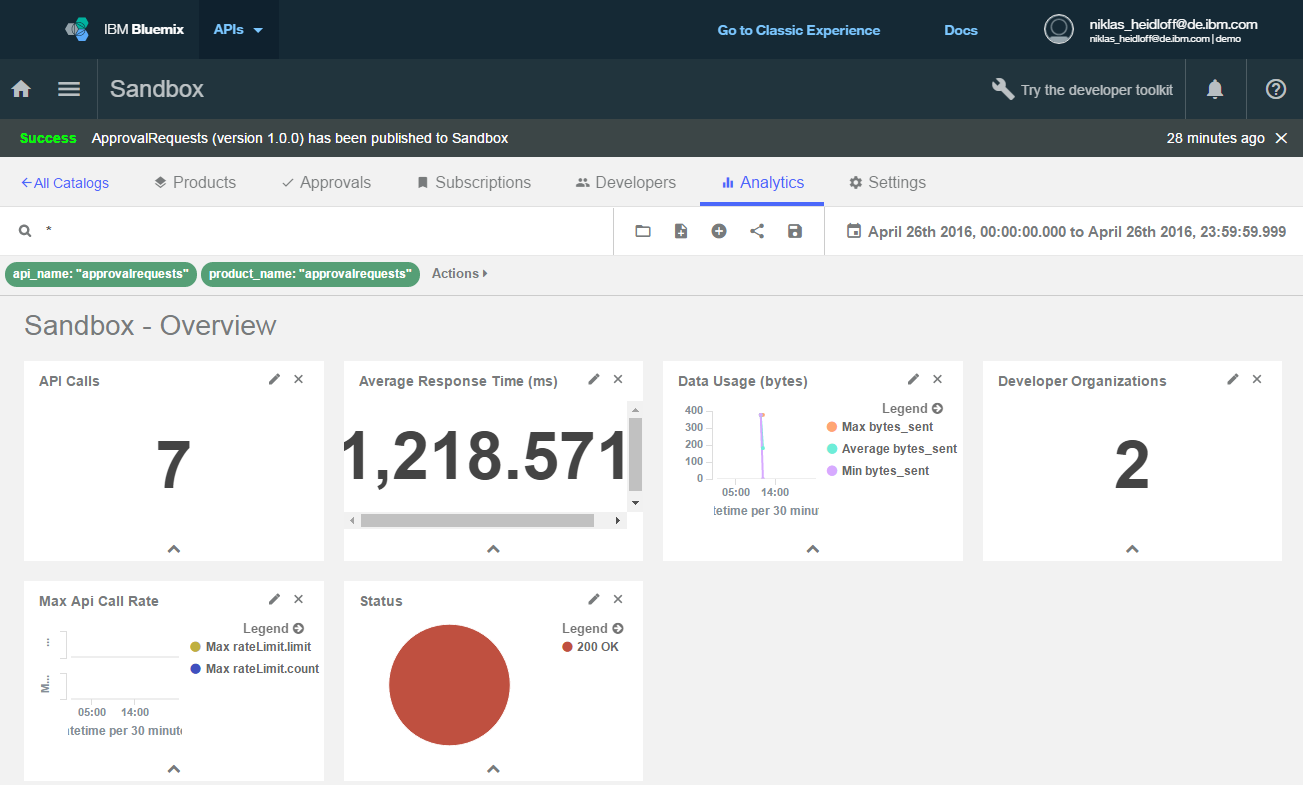 IBM Bluemix
APIs
Go to Classic Experience
Docs
niklas_heidloff@de.ibm.com
niklas_heidloff@de.ibm.com | demo
Sandbox
Try the developer toolkit
Success ApprovalRequests (version 1.0.0) has been published to Sandbox
28 minutes ago
All Catalogs
Products
Approvals
Subscriptions
Developers
Analytics
Settings
*
April 26th 2016, 00:00:00.000 to April 26th 2016, 23:59:59.999
api_name: "approvalrequests"
product_name: "approvalrequests"
Actions
Sandbox - Overview
API Calls
7
Average Response Time (ms)
1,218.571
Data Usage (bytes)
Legend
400
300
200
100
0
05:00 14:00
tetime per 30 minu
Max bytes_sent
Average bytes_sent
Min bytes_sent
Developer Organizations
2
Max Api Call Rate
Legend
...
M...
05:00 14:00
tetime per 30 minute
Max rateLimit.limit
Max rateLimit.count
Status
Legend
200 OK